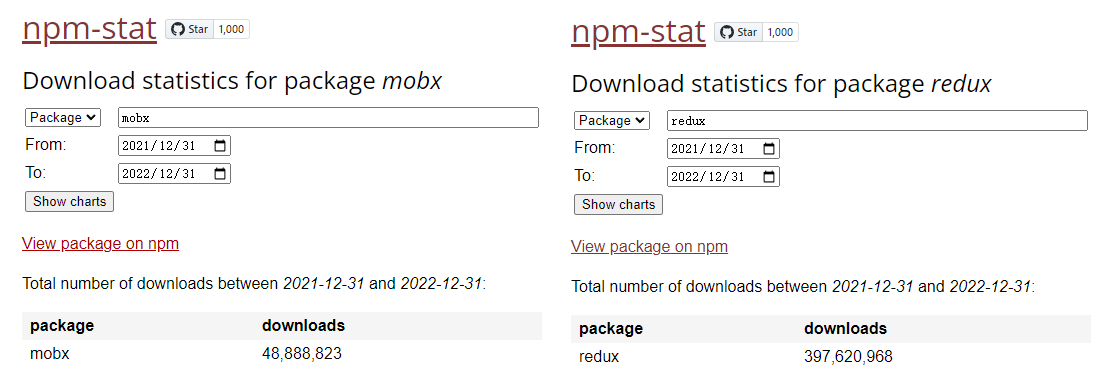 npm-stat Star 1,000
Download statistics for package mobx
Package mobx
From: 2021/12/31
To: 2022/12/31
Show charts
View package on npm
Total number of downloads between 2021-12-31 and 2022-12-31:
package downloads
mobx 48,888,823
npm-stat Star 1,000
Download statistics for package redux
Package redux
From: 2021/12/31
To: 2022/12/31
Show charts
View package on npm
Total number of downloads between 2021-12-31 and 2022-12-31:
package downloads
redux 397,620,968